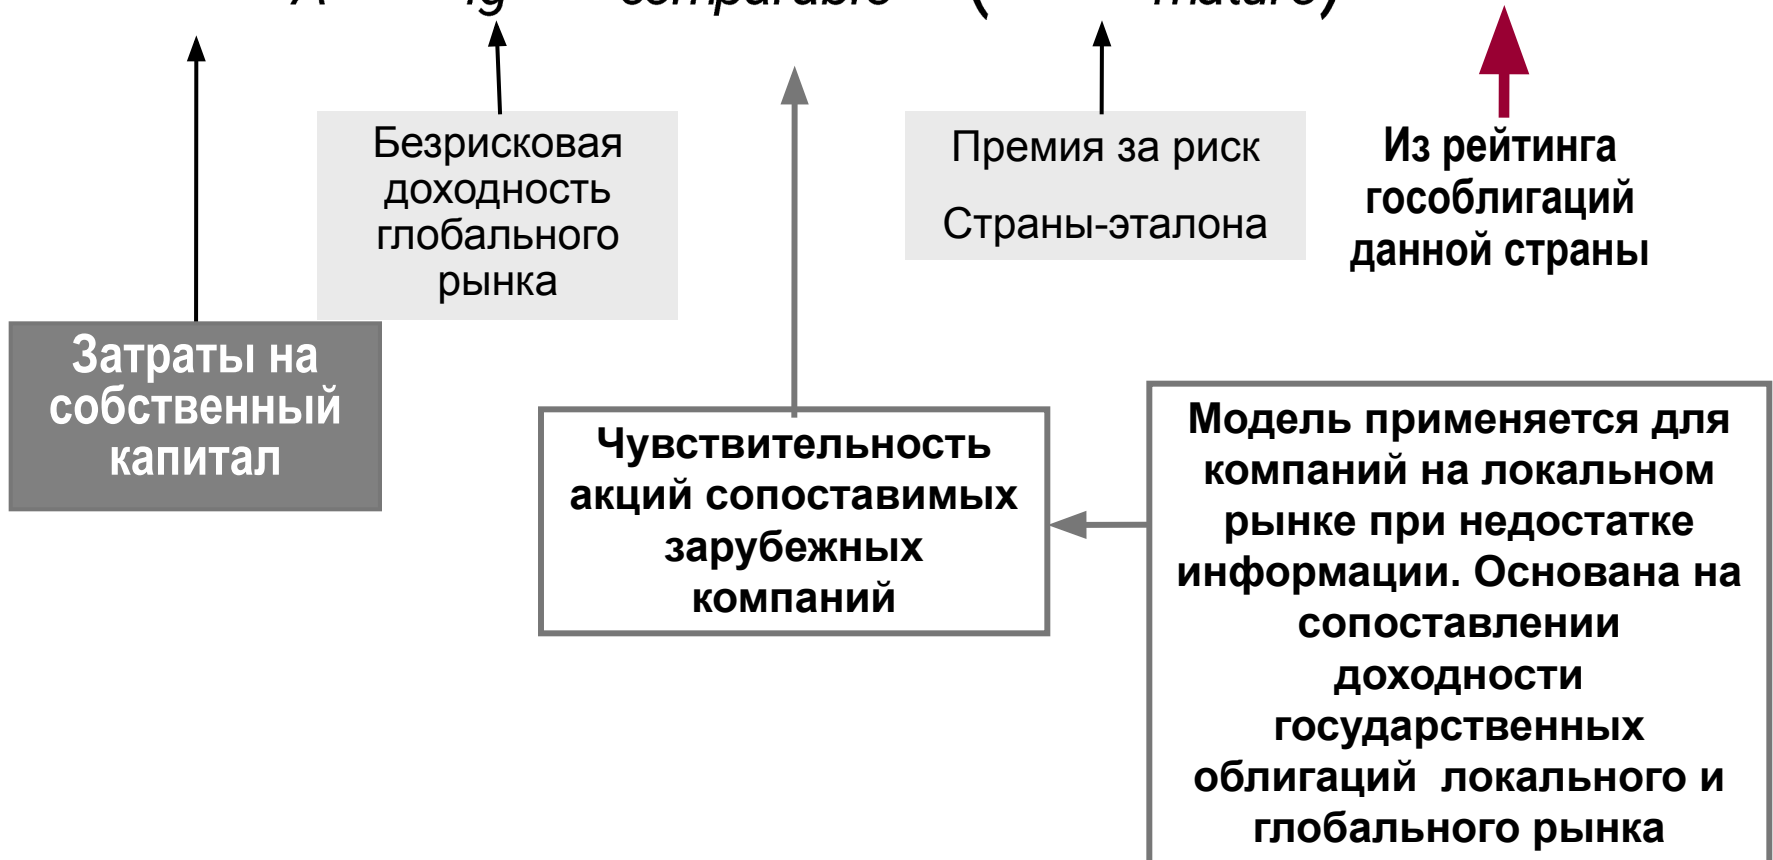 Безрисковая
доходность
глобального
рынка
Премия за риск
Страны-эталона
Из рейтинга
гособлигаций
данной страны
Затраты на
собственный
капитал
Чувствительность
акций сопоставимых
зарубежных
компаний
Модель применяется для
компаний на локальном
рынке при недостатке
информации. Основана на
сопоставлении
доходности
государственных
облигаций локального и
глобального рынка